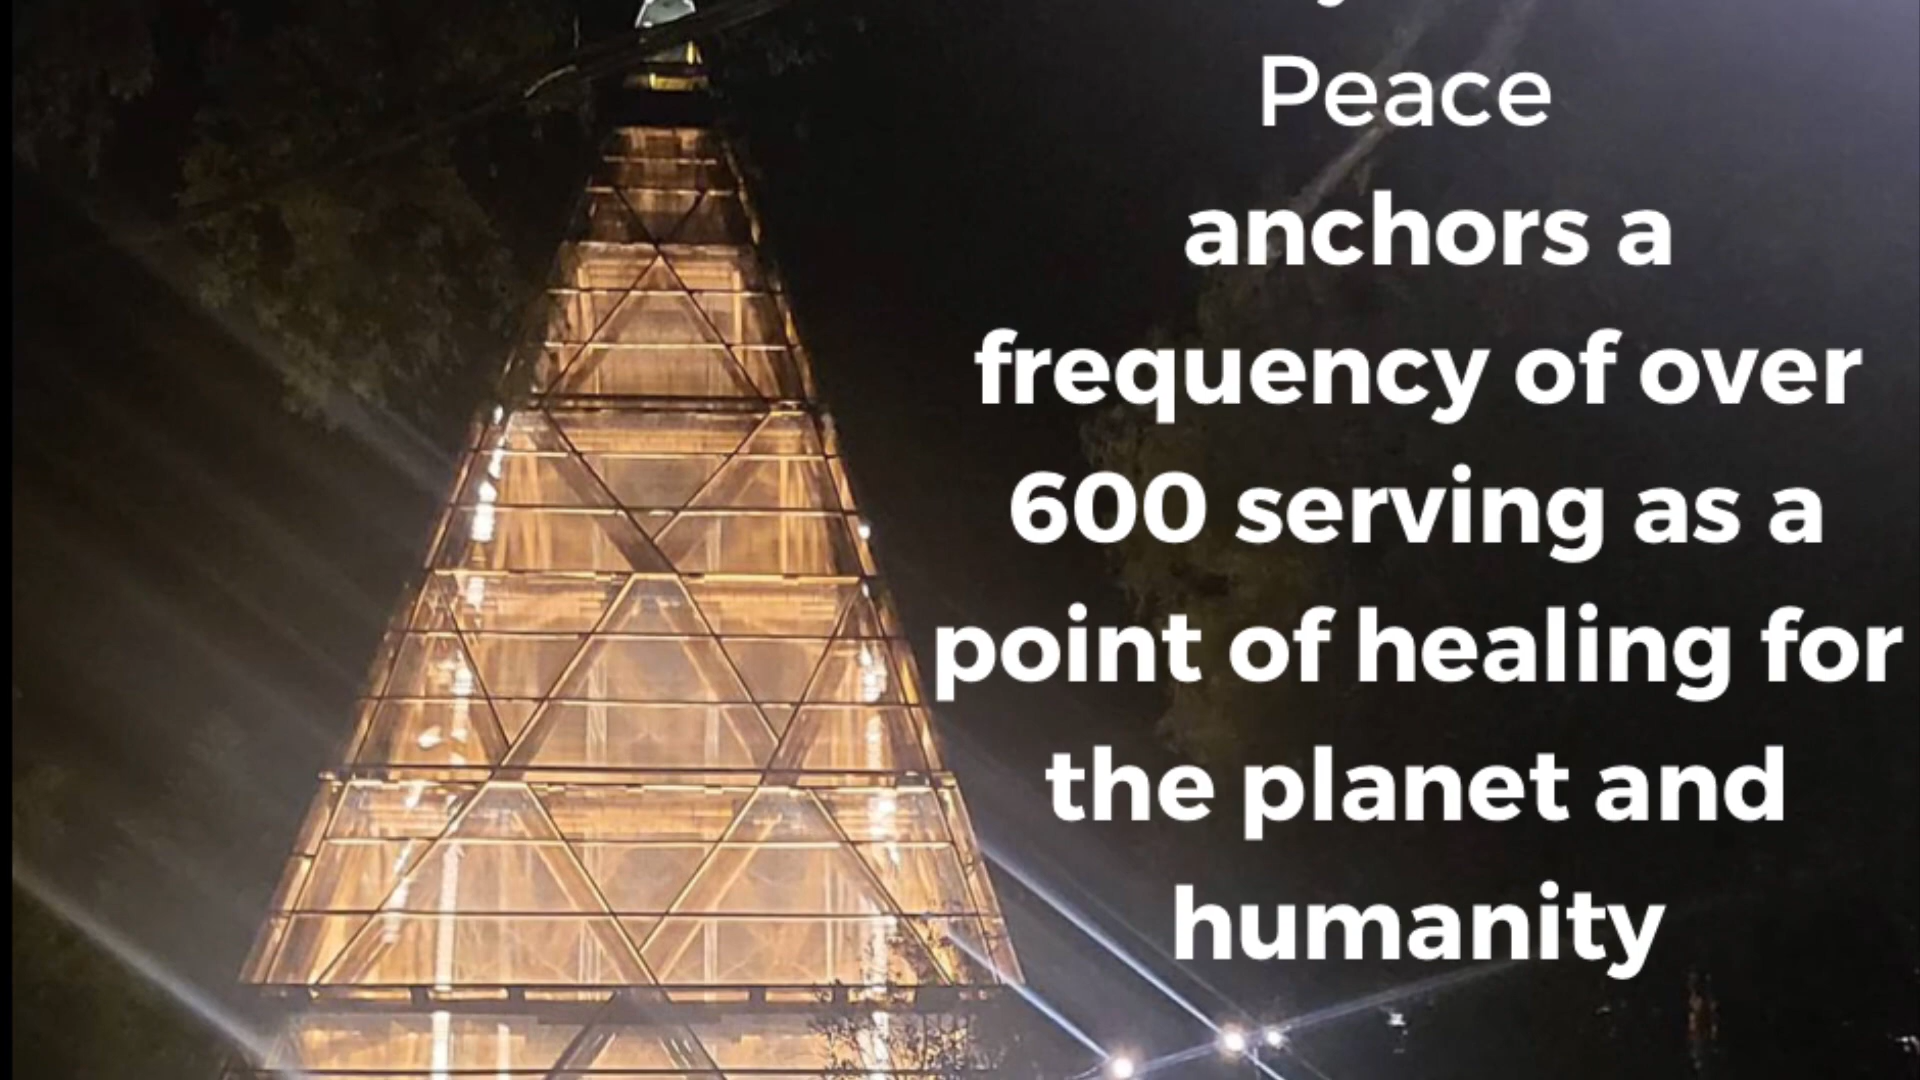 Peace
anchors a
frequency of over
600 serving as a
point of healing for
the planet and
humanity